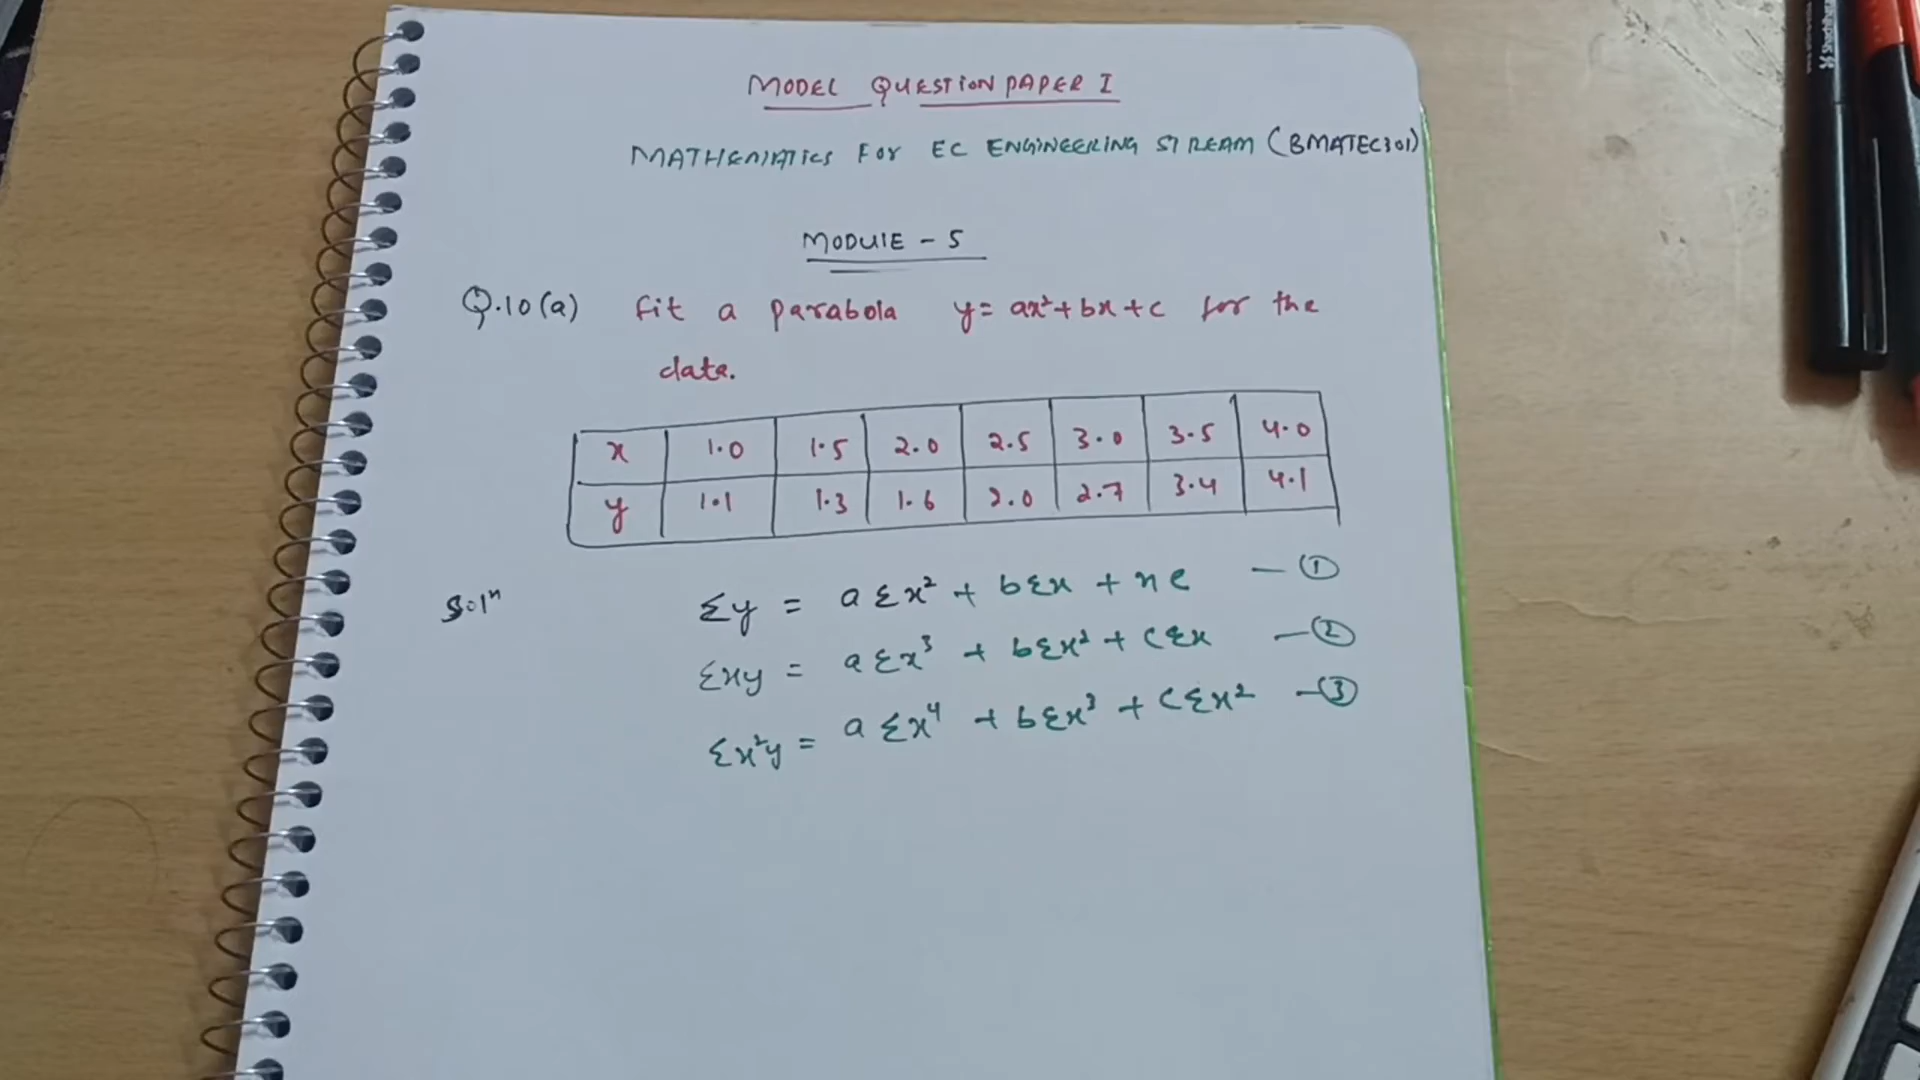 MODEL QUESTION PAPER I
MATHEMATICS FOR EC ENGINEERING STREAM (BMATEC301)
MODULE - 5
Q.10(a) Fit a parabola y= ax²+bx+c for the
data.
x 1.0 1.5 2.0 2.5 3.0 3.5 4.0
y 1.1 1.3 1.6 2.0 2.7 3.4 4.1
Solⁿ Σy = aΣx² + bΣx + nc — ①
Σxy = aΣx³ + bΣx² + cΣx — ②
Σx²y = aΣx⁴ + bΣx³ + cΣx² — ③